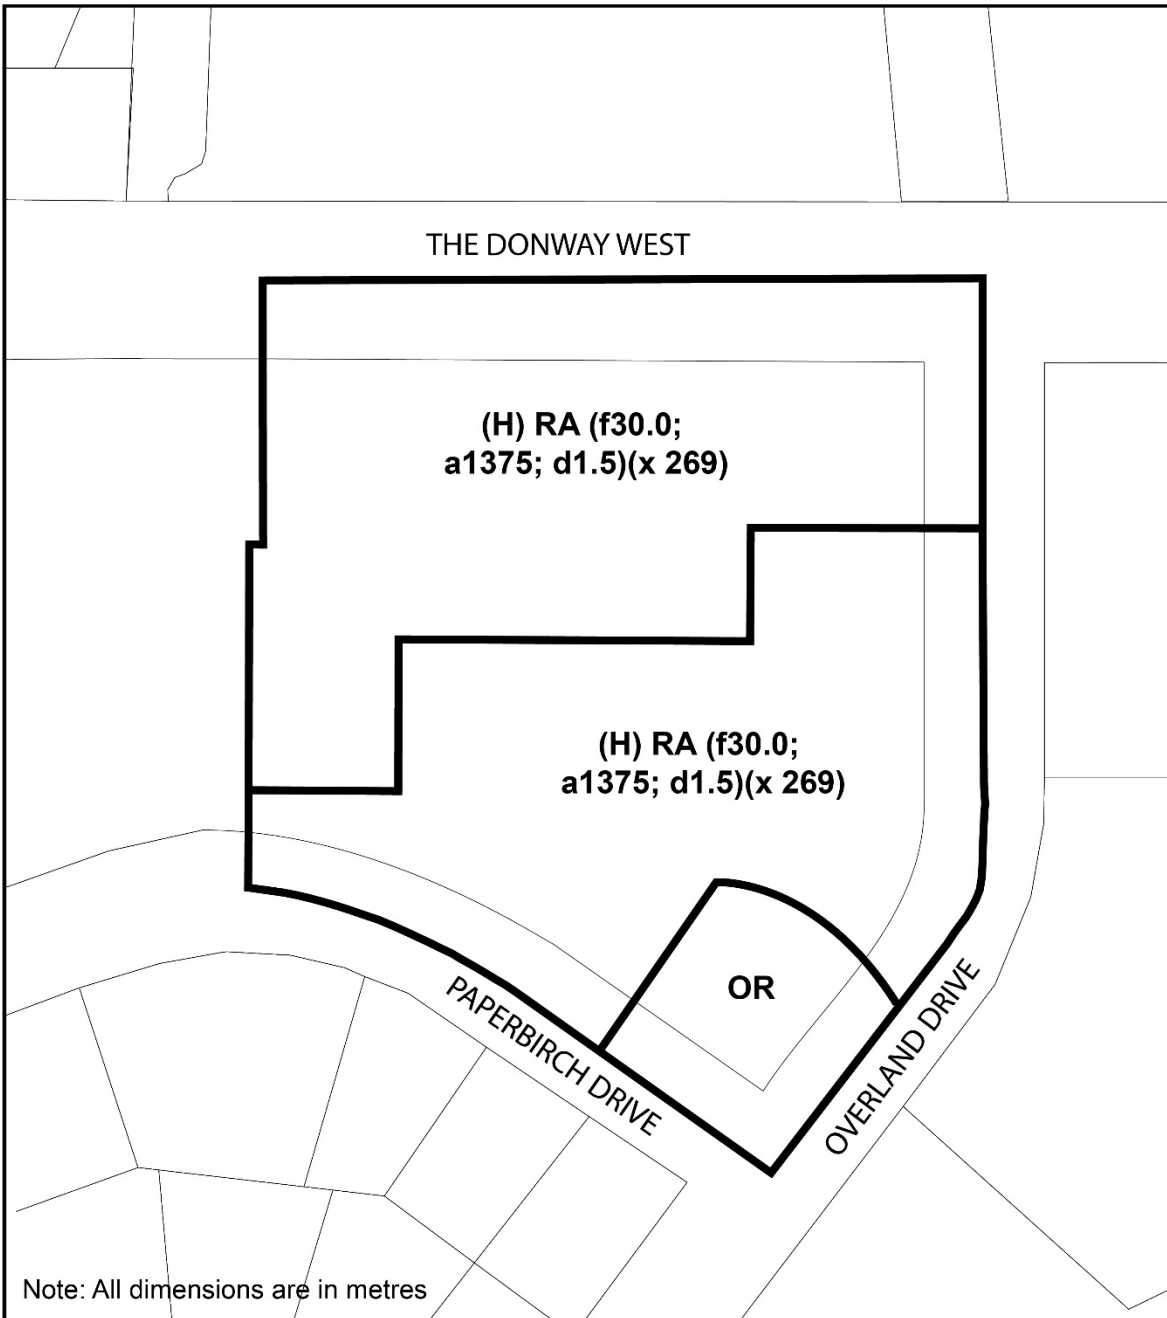 THE DONWAY WEST
(H) RA (f30.0;
a1375; d1.5)(x 269)
(H) RA (f30.0;
a1375; d1.5)(x 269)
OR
PAPERBIRCH DRIVE
OVERLAND DRIVE
Note: All dimensions are in metres